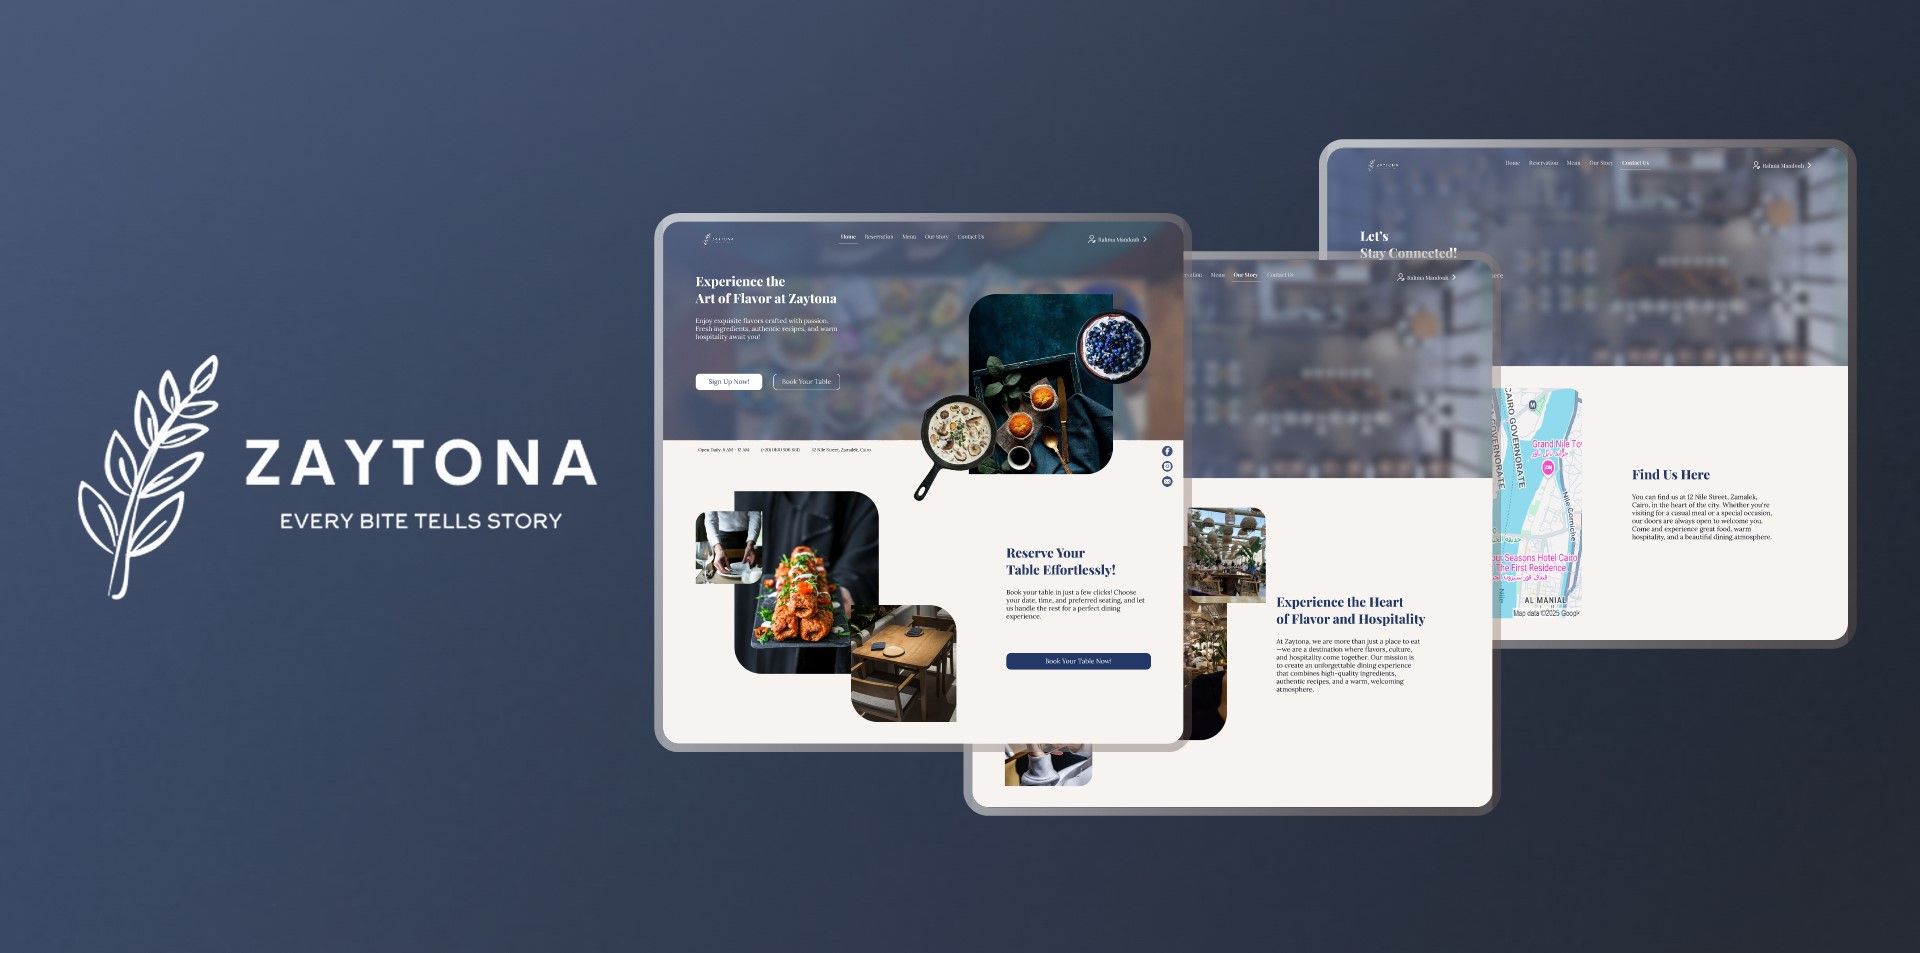 ZAYTONA
EVERY BITE TELLS STORY
ZAYTONA
Home Reservation Menu Our Story Contact Us
Rahma Mandouh
Experience the
Art of Flavor at Zaytona
Enjoy exquisite flavors crafted with passion.
Fresh ingredients, authentic recipes, and warm
hospitality await you!
Sign Up Now!
Book Your Table
Open Daily: 8 AM - 12 AM
12 Nile Street, Zamalek, Cairo
Reserve Your
Table Effortlessly!
Book your table in just a few clicks! Choose
your date, time, and preferred seating, and let
us handle the rest for a perfect dining
experience.
Book Your Table Now!
Menu Our Story Contact Us
Rahma Mandouh
Experience the Heart
of Flavor and Hospitality
At Zaytona, we are more than just a place to eat
—we are a destination where flavors, culture,
and hospitality come together. Our mission is
to create an unforgettable dining experience
that combines high-quality ingredients,
authentic recipes, and a warm, welcoming
atmosphere.
ZAYTONA
Home Reservation Menu Our Story Contact Us
Rahma Mandouh
Let's
Stay Connected!
CAIRO GOVERNORATE
GOVERNORATE
Grand Nile To
Nile Corniche
Seasons Hotel Cairo
The First Residence
Nile
AL MANIAL
Map data ©2025 Googl
Find Us Here
You can find us at 12 Nile Street, Zamalek,
Cairo, in the heart of the city. Whether you're
visiting for a casual meal or a special occasion,
our doors are always open to welcome you.
Come and experience great food, warm
hospitality, and a beautiful dining atmosphere.